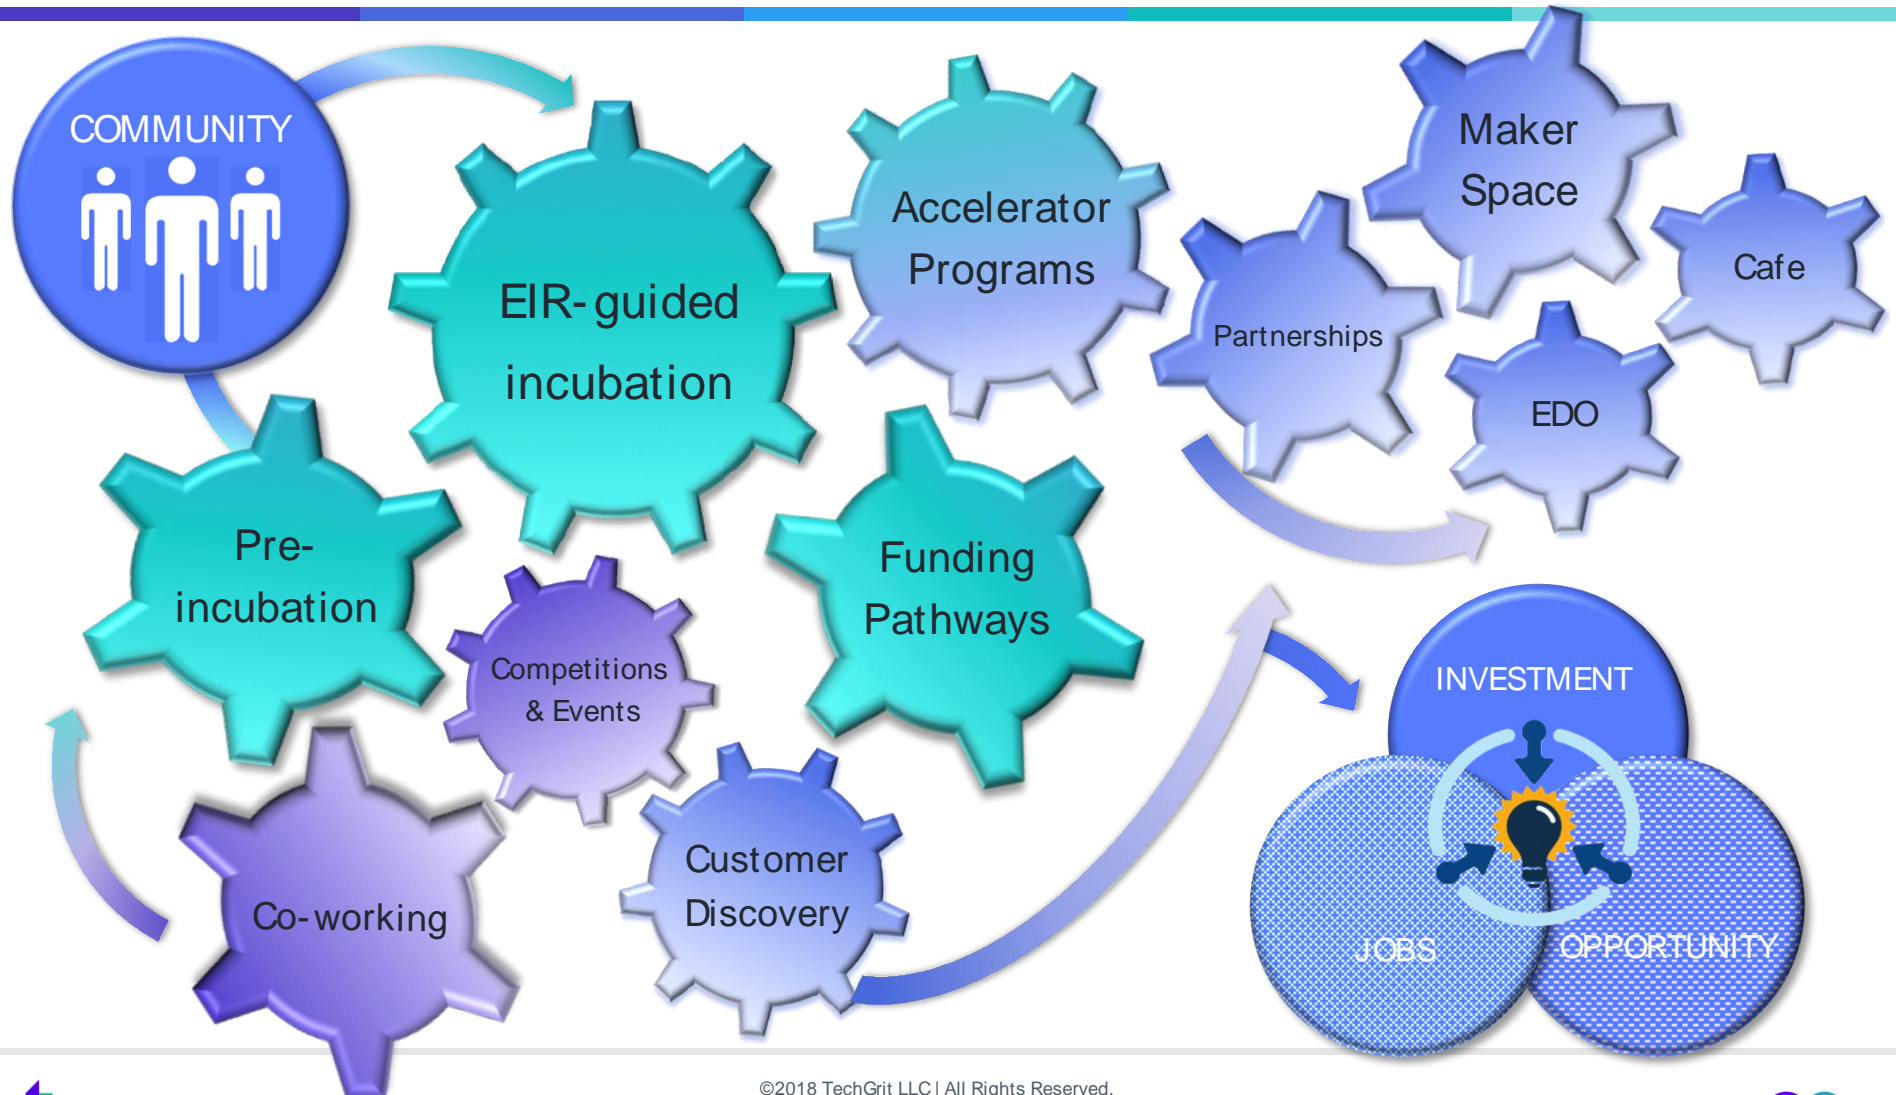 COMMUNITY
EIR-guided
incubation
Accelerator
Programs
Maker
Space
Cafe
Partnerships
EDO
Pre-
incubation
Funding
Pathways
Competitions
& Events
Customer
Discovery
Co-working
INVESTMENT
JOBS
OPPORTUNITY
©2018 TechGrit LLC | All Rights Reserved.